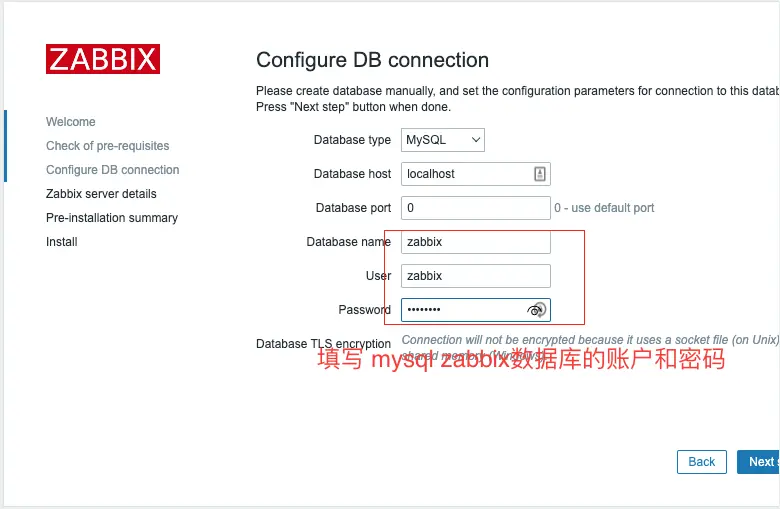 ZABBIX
Welcome
Check of pre-requisites
Configure DB connection
Zabbix server details
Pre-installation summary
Install
Configure DB connection
Please create database manually, and set the configuration parameters for connection to this
Press "Next step" button when done.
Database type MySQL
Database host localhost
Database port 0 0 - use default port
Database name zabbix
User zabbix
Password ••••••••
Database TLS encryption Connection will not be encrypted because it uses a socket file (on Unix)
shared memory (Windows).
填写 mysql zabbix数据库的账户和密码
Back Next